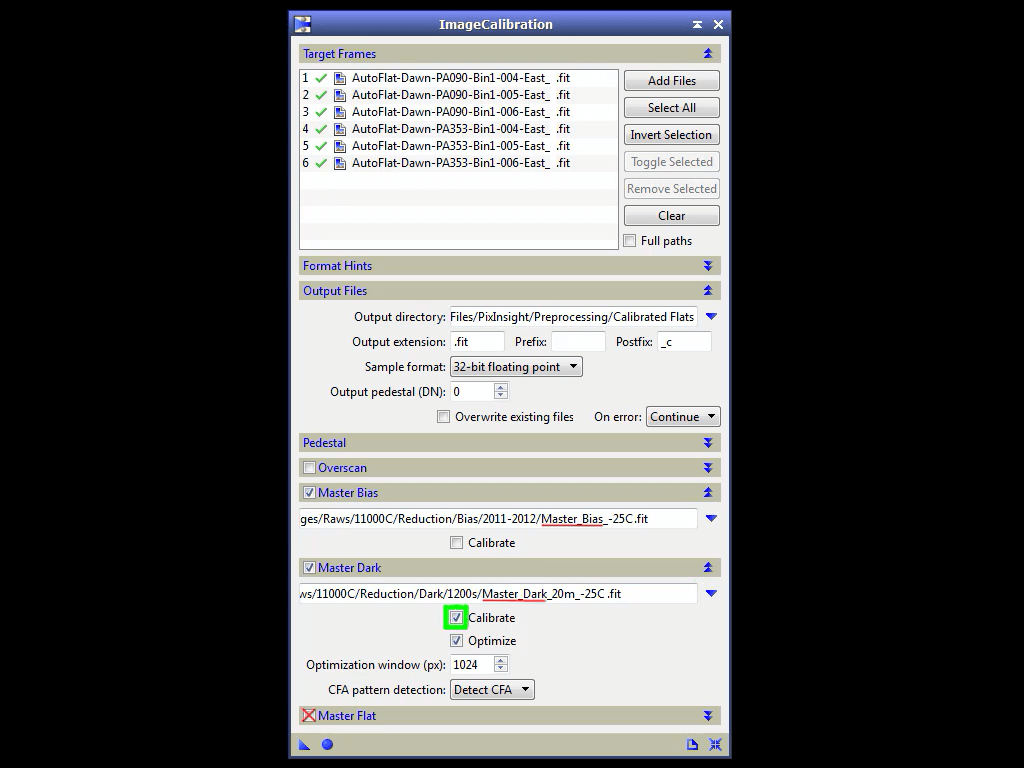 ImageCalibration
Target Frames
1 AutoFlat-Dawn-PA090-Bin1-004-East_ .fit
2 AutoFlat-Dawn-PA090-Bin1-005-East_ .fit
3 AutoFlat-Dawn-PA090-Bin1-006-East_ .fit
4 AutoFlat-Dawn-PA353-Bin1-004-East_ .fit
5 AutoFlat-Dawn-PA353-Bin1-005-East_ .fit
6 AutoFlat-Dawn-PA353-Bin1-006-East_ .fit
Add Files
Select All
Invert Selection
Toggle Selected
Remove Selected
Clear
Full paths
Format Hints
Output Files
Output directory: Files/PixInsight/Preprocessing/Calibrated Flats
Output extension: .fit Prefix: Postfix: _c
Sample format: 32-bit floating point
Output pedestal (DN): 0
Overwrite existing files On error: Continue
Pedestal
Overscan
Master Bias
ges/Raws/11000C/Reduction/Bias/2011-2012/Master_Bias_-25C.fit
Calibrate
Master Dark
ws/11000C/Reduction/Dark/1200s/Master_Dark_20m_-25C.fit
Calibrate
Optimize
Optimization window (px): 1024
CFA pattern detection: Detect CFA
Master Flat